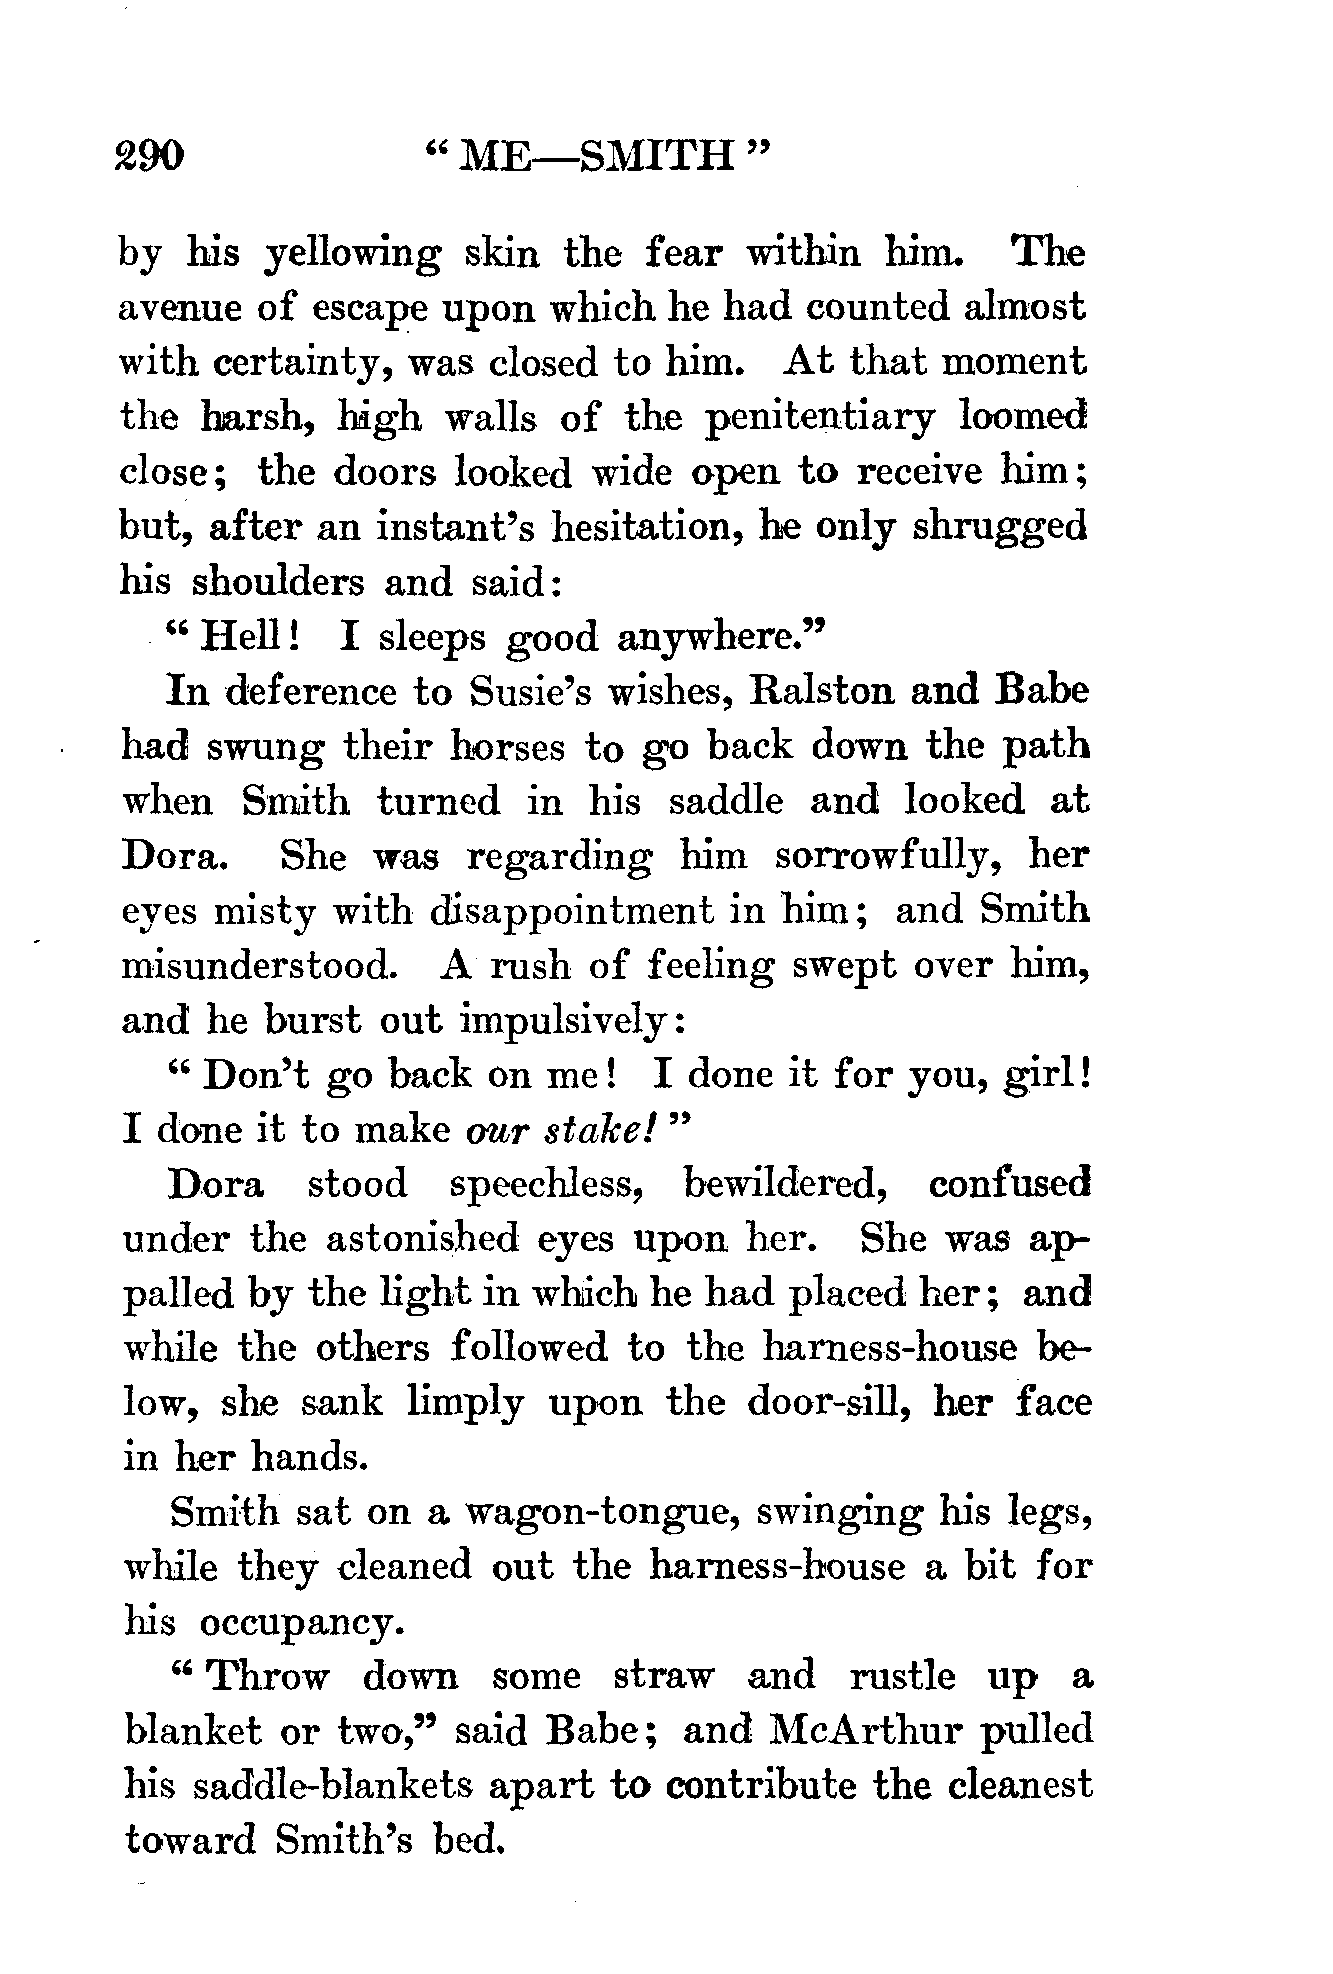 290 " ME—SMITH "
by his yellowing skin the fear within him. The
avenue of escape upon which he had counted almost
with certainty, was closed to him. At that moment
the harsh, high walls of the penitentiary loomed
close; the doors looked wide open to receive him;
but, after an instant's hesitation, he only shrugged
his shoulders and said:
" Hell! I sleeps good anywhere."
In deference to Susie's wishes, Ralston and Babe
had swung their horses to go back down the path
when Smith turned in his saddle and looked at
Dora. She was regarding him sorrowfully, her
eyes misty with disappointment in him; and Smith
misunderstood. A rush of feeling swept over him,
and he burst out impulsively:
" Don't go back on me! I done it for you, girl!
I done it to make our stake! "
Dora stood speechless, bewildered, confused
under the astonished eyes upon her. She was ap-
palled by the light in which he had placed her; and
while the others followed to the harness-house be-
low, she sank limply upon the door-sill, her face
in her hands.
Smith sat on a wagon-tongue, swinging his legs,
while they cleaned out the harness-house a bit for
his occupancy.
" Throw down some straw and rustle up a
blanket or two," said Babe; and McArthur pulled
his saddle-blankets apart to contribute the cleanest
toward Smith's bed.